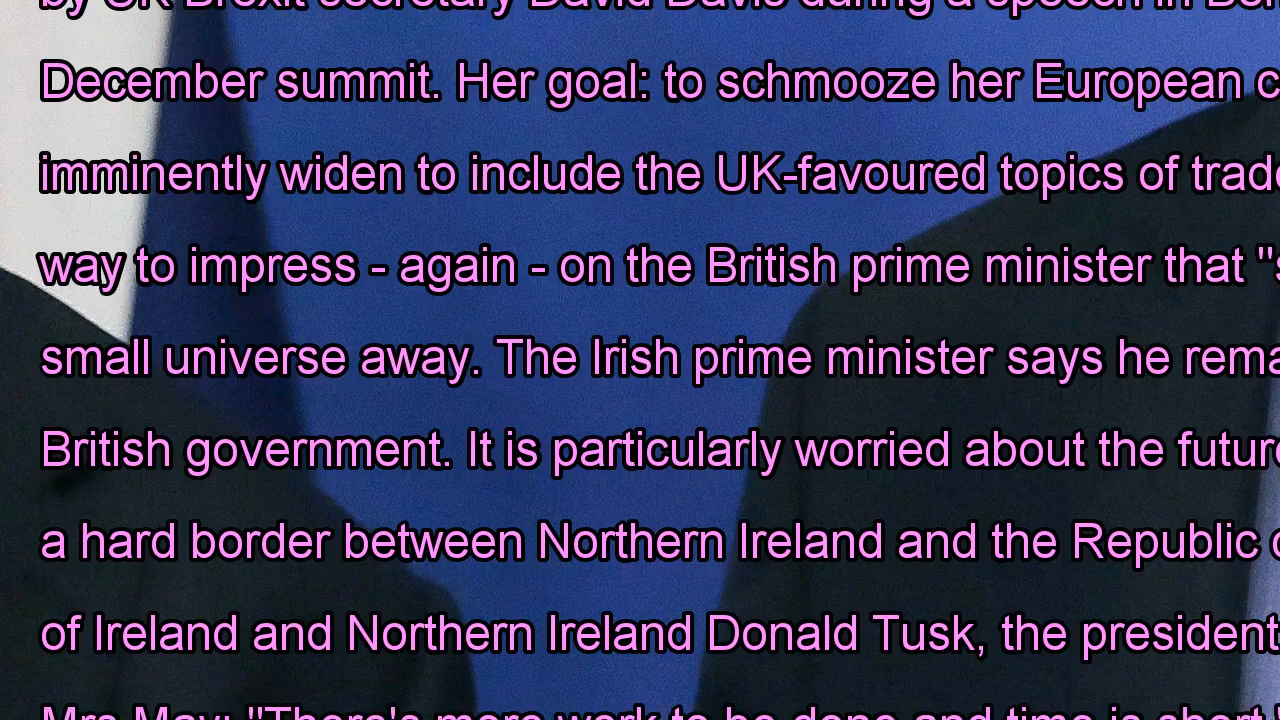 by UK Brexit secretary David Davis during a speech in
December summit. Her goal: to schmooze her European
imminently widen to include the UK-favoured topics of
way to impress - again - on the British prime minister that
small universe away. The Irish prime minister says he
British government. It is particularly worried about the
a hard border between Northern Ireland and the Republic
of Ireland and Northern Ireland Donald Tusk, the president
Mrs May: "There's more work to be done and time is short